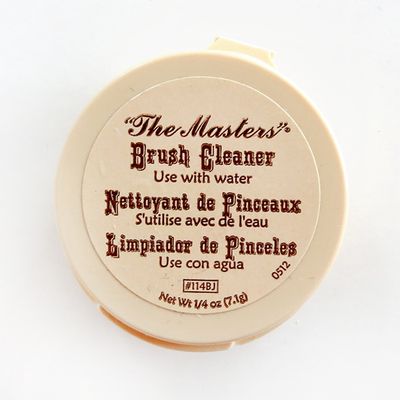 "The Masters"®
Brush Cleaner
Use with water
Nettoyant de Pinceaux
S'utilise avec de l'eau
Limpiador de Pinceles
Use con agua
#114BJ
Net Wt 1/4 oz (7.1g)
0512